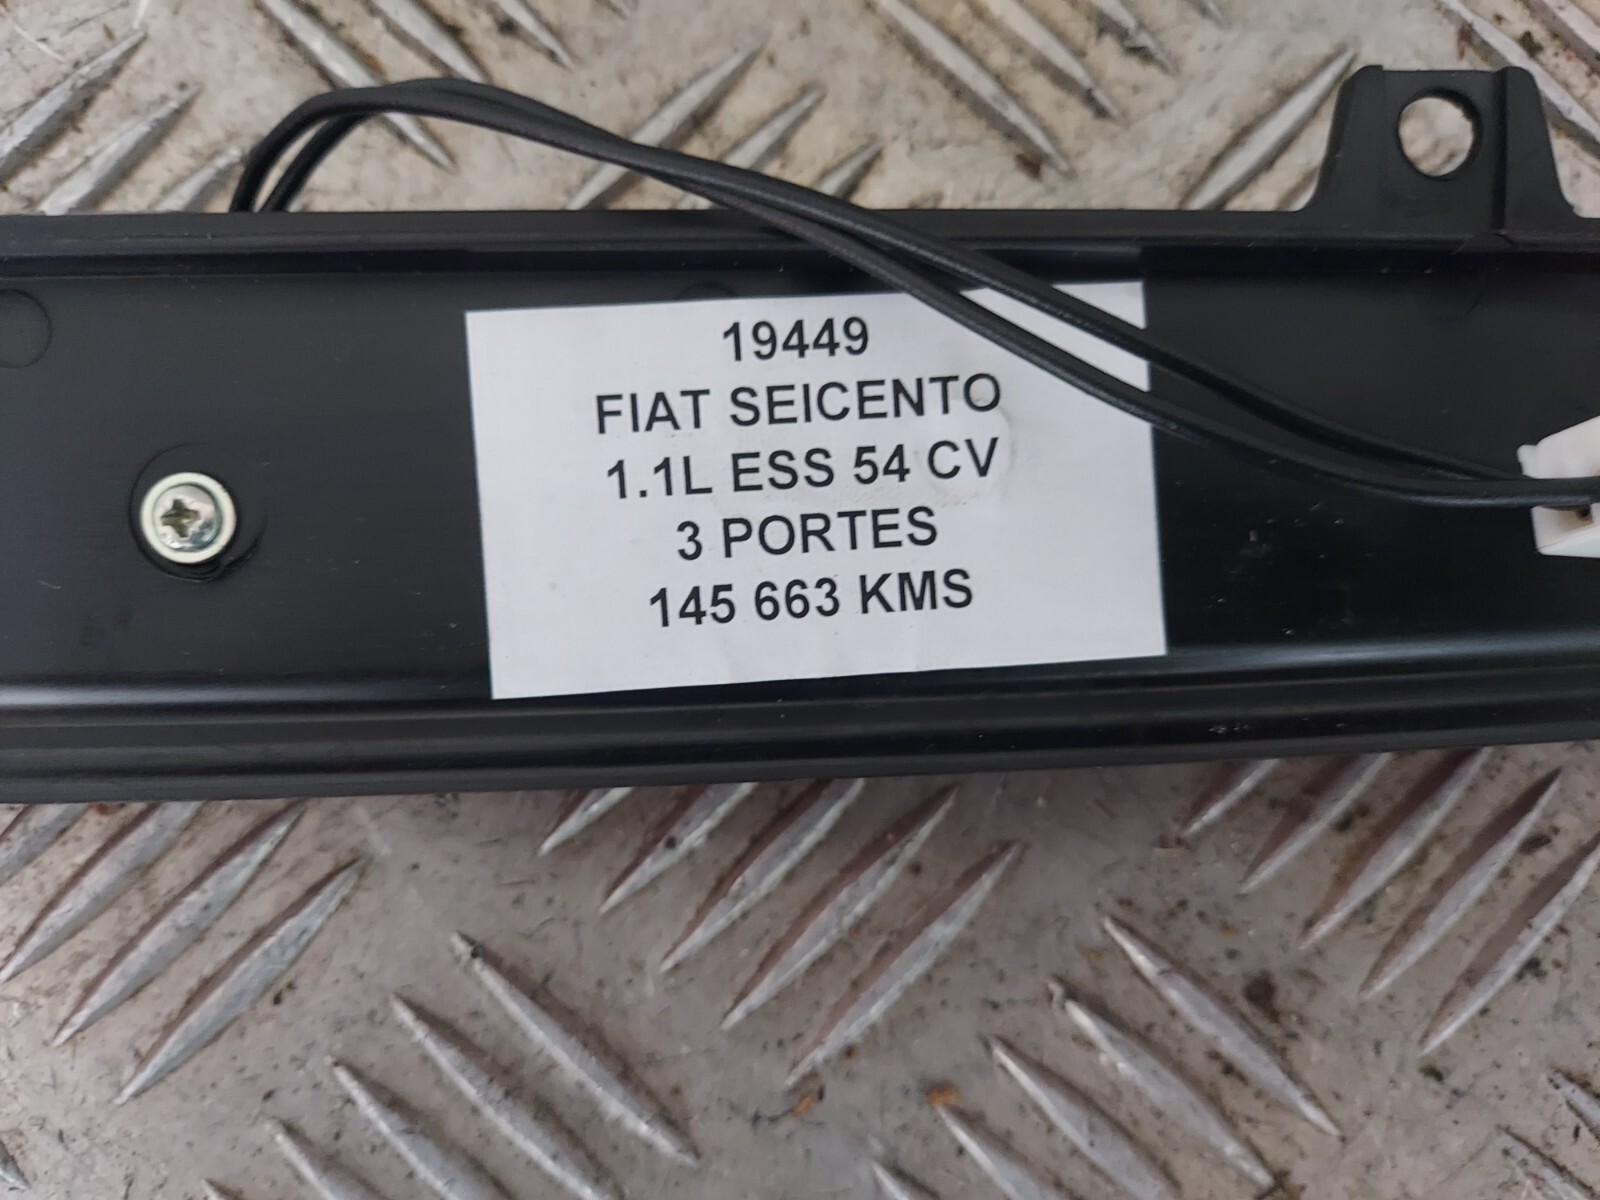 19449
FIAT SEICENTO
1.1L ESS 54 CV
3 PORTES
145 663 KMS